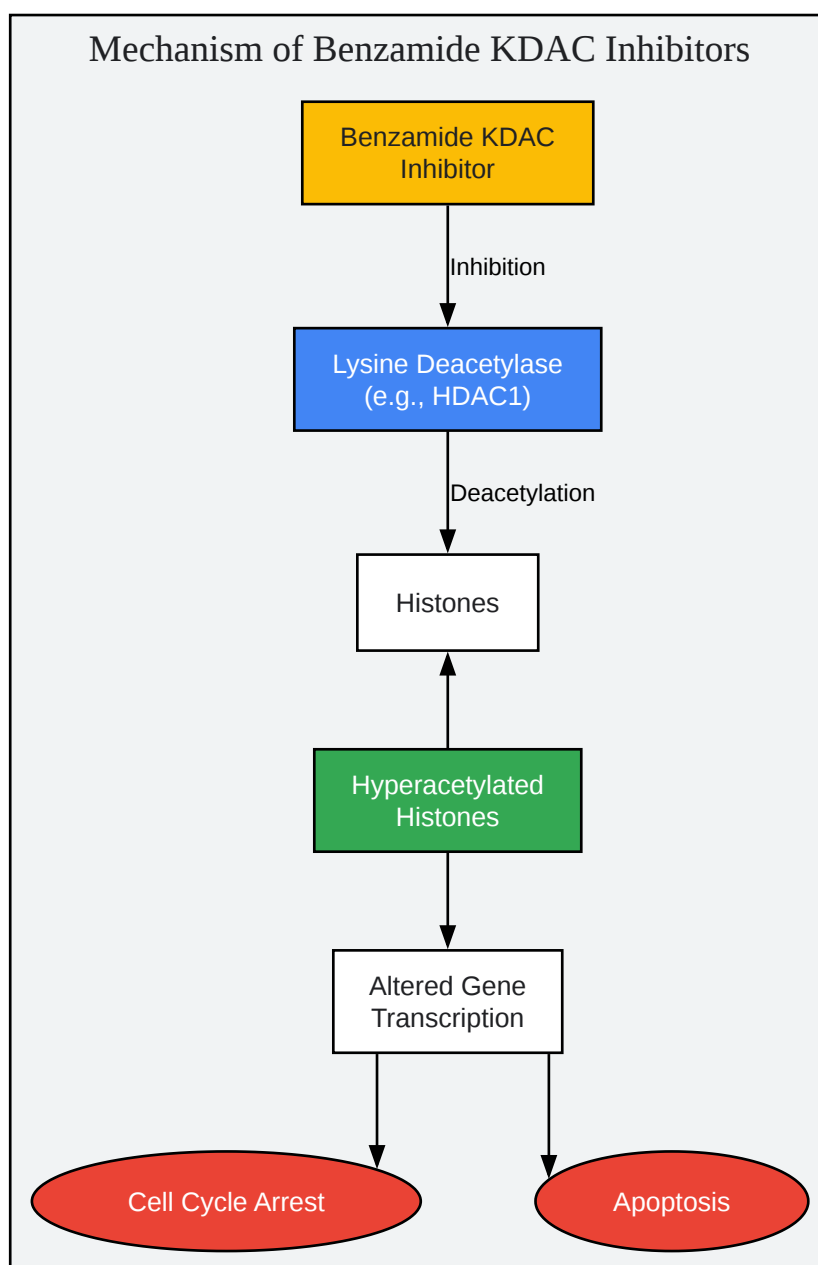 Mechanism of Benzamide KDAC Inhibitors
Benzamide KDAC
Inhibitor
Inhibition
Lysine Deacetylase
(e.g., HDAC1)
Deacetylation
Histones
Hyperacetylated
Histones
Altered Gene
Transcription
Cell Cycle Arrest
Apoptosis